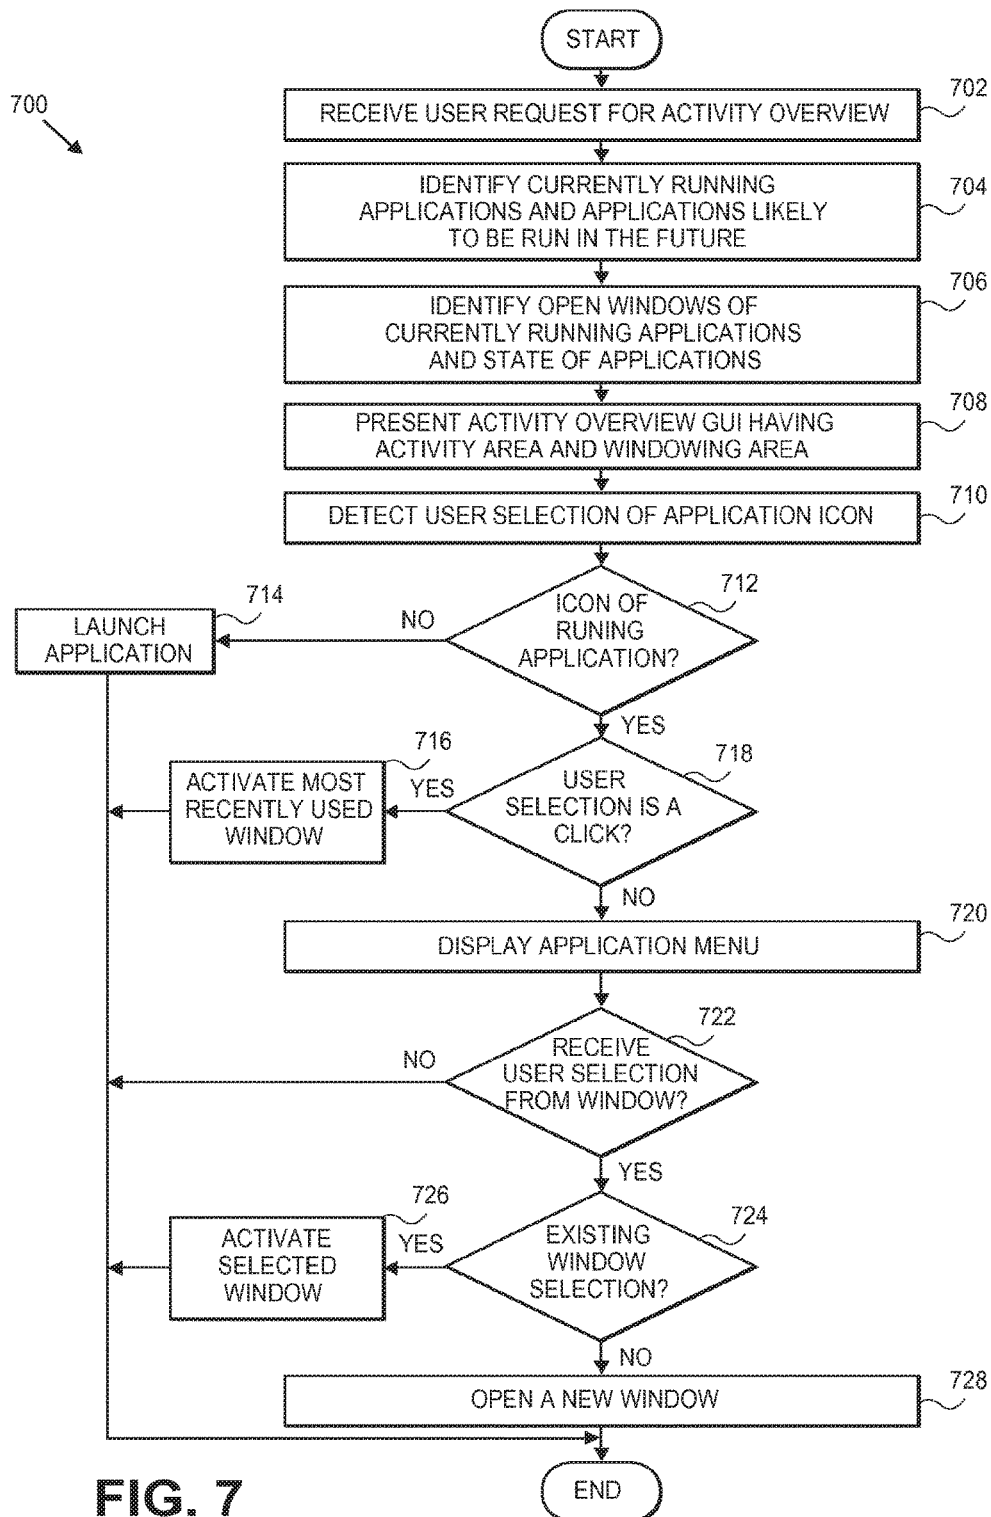 START
700
702
RECEIVE USER REQUEST FOR ACTIVITY OVERVIEW
704
IDENTIFY CURRENTLY RUNNING
APPLICATIONS AND APPLICATIONS LIKELY
TO BE RUN IN THE FUTURE
706
IDENTIFY OPEN WINDOWS OF
CURRENTLY RUNNING APPLICATIONS
AND STATE OF APPLICATIONS
708
PRESENT ACTIVITY OVERVIEW GUI HAVING
ACTIVITY AREA AND WINDOWING AREA
710
DETECT USER SELECTION OF APPLICATION ICON
712
ICON OF
RUNING
APPLICATION?
NO
714
LAUNCH
APPLICATION
YES
718
USER
SELECTION IS A
CLICK?
YES
716
ACTIVATE MOST
RECENTLY USED
WINDOW
NO
720
DISPLAY APPLICATION MENU
722
RECEIVE
USER SELECTION
FROM WINDOW?
NO
YES
724
EXISTING
WINDOW
SELECTION?
YES
726
ACTIVATE
SELECTED
WINDOW
NO
728
OPEN A NEW WINDOW
END
FIG. 7